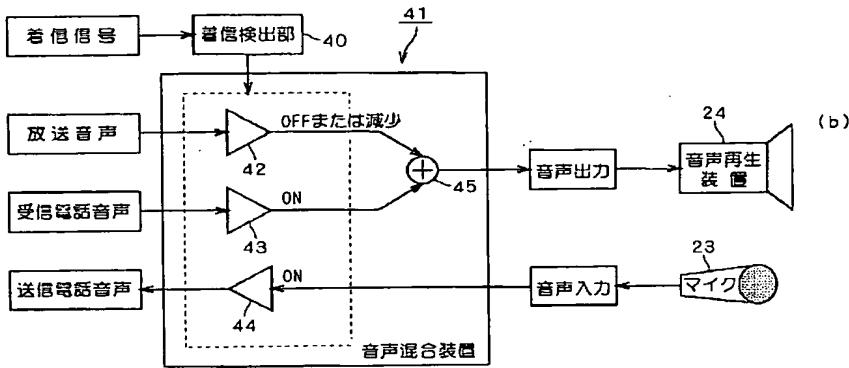 着信信号
着信検出部
40
41
放送音声
OFFまたは減少
42
24
(b)
45
音声出力
音声再生
装置
受信電話音声
ON
43
23
送信電話音声
ON
44
音声入力
マイク
音声混合装置